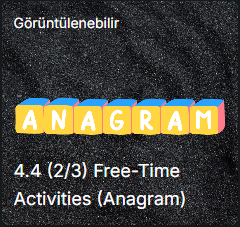 Görüntülenebilir
ANAGRAM
4.4 (2/3) Free-Time
Activities (Anagram)